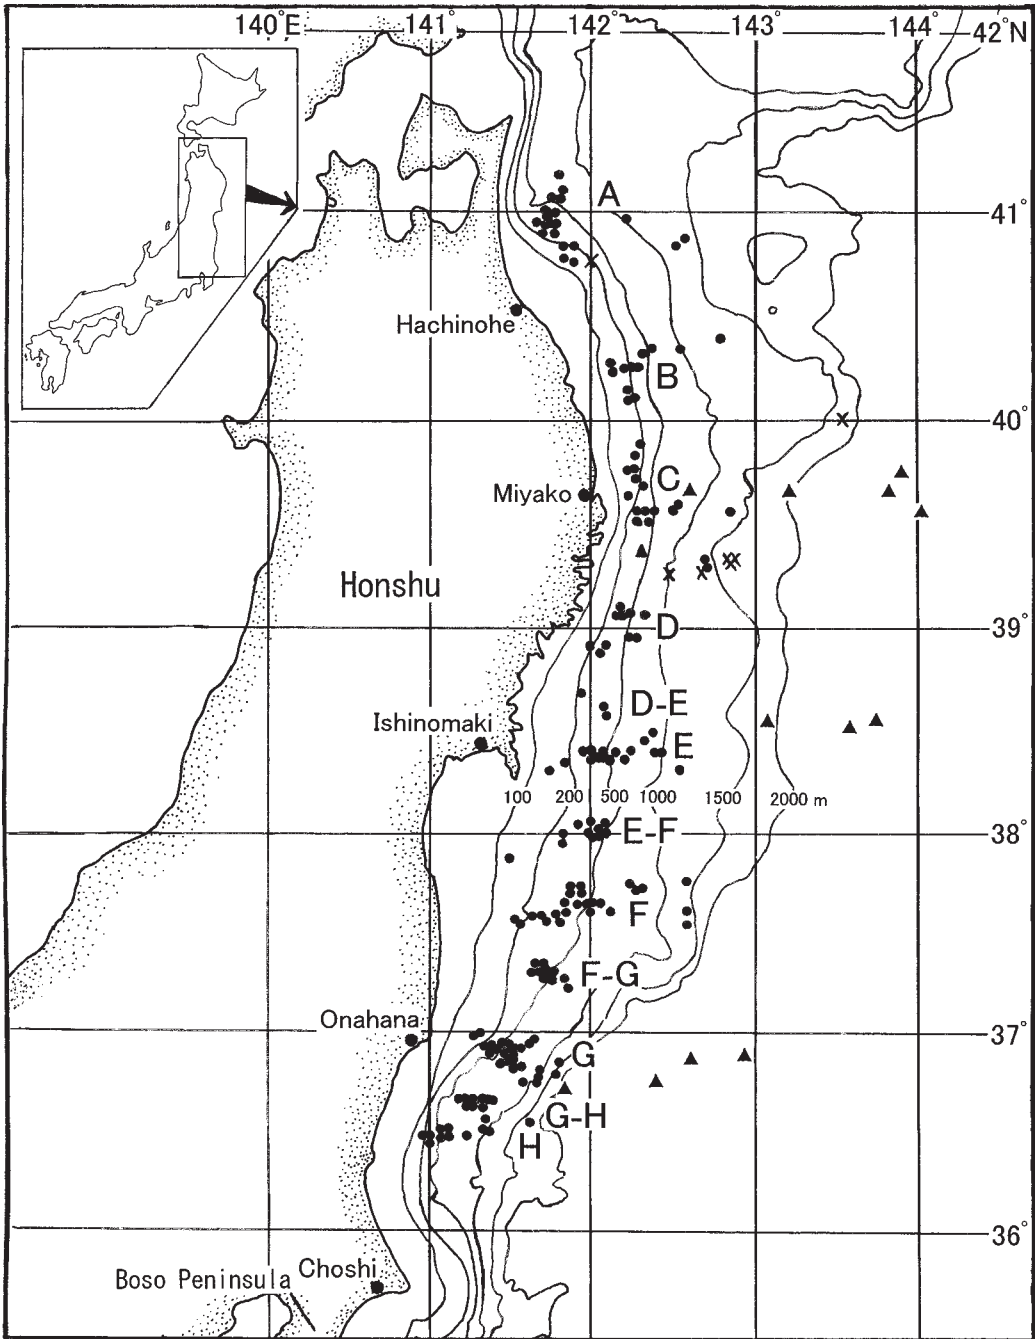 140°E 141° 142° 143° 144° 42°N
A
41°
Hachinohe
B
40°
C
Miyako
Honshu
D
39°
D-E
Ishinomaki
E
100 200 500 1000 1500 2000 m
E-F
38°
F
F-G
Onahana
37°
G
G-H
H
36°
Choshi
Boso Peninsula